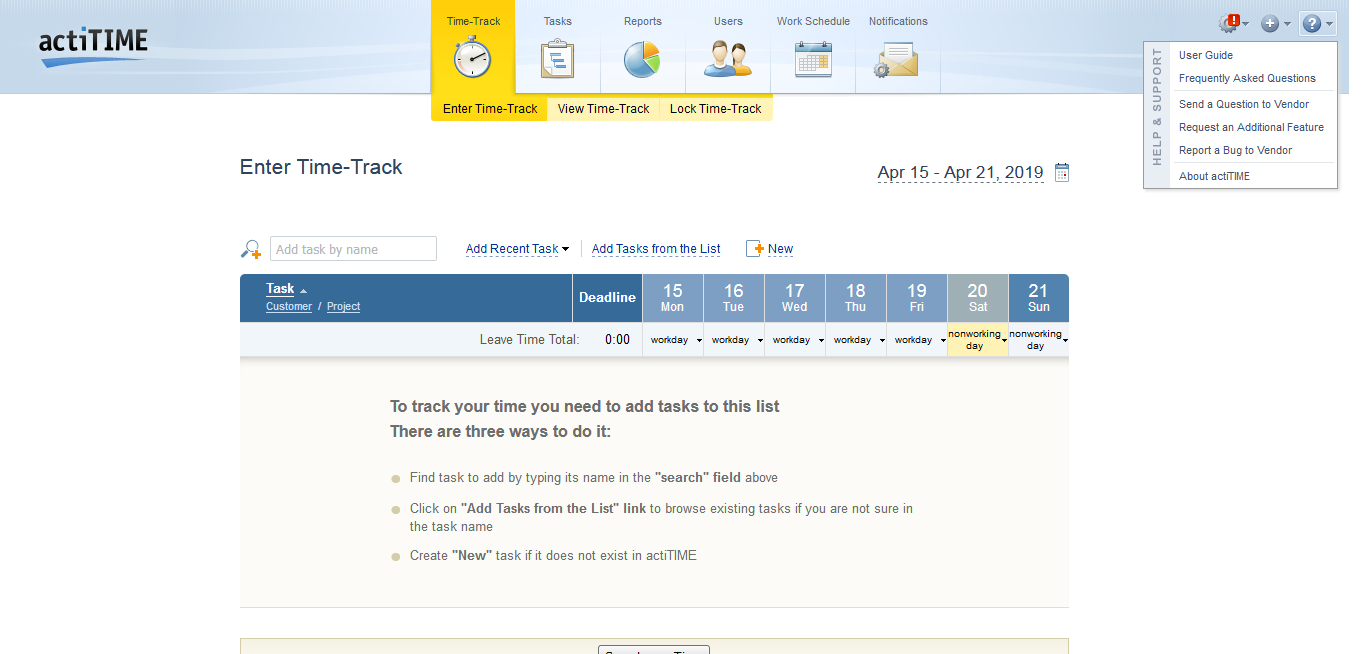 actiTIME
Time-Track
Tasks
Reports
Users
Work Schedule
Notifications
Enter Time-Track
View Time-Track
Lock Time-Track
HELP & SUPPORT
User Guide
Frequently Asked Questions
Send a Question to Vendor
Request an Additional Feature
Report a Bug to Vendor
About actiTIME
Enter Time-Track
Apr 15 - Apr 21, 2019
Add task by name
Add Recent Task
Add Tasks from the List
New
Task
Customer / Project
Deadline
15
Mon
16
Tue
17
Wed
18
Thu
19
Fri
20
Sat
21
Sun
Leave Time Total:
0:00
workday
workday
workday
workday
workday
nonworking
day
nonworking
day
To track your time you need to add tasks to this list
There are three ways to do it:
Find task to add by typing its name in the "search" field above
Click on "Add Tasks from the List" link to browse existing tasks if you are not sure in
the task name
Create "New" task if it does not exist in actiTIME